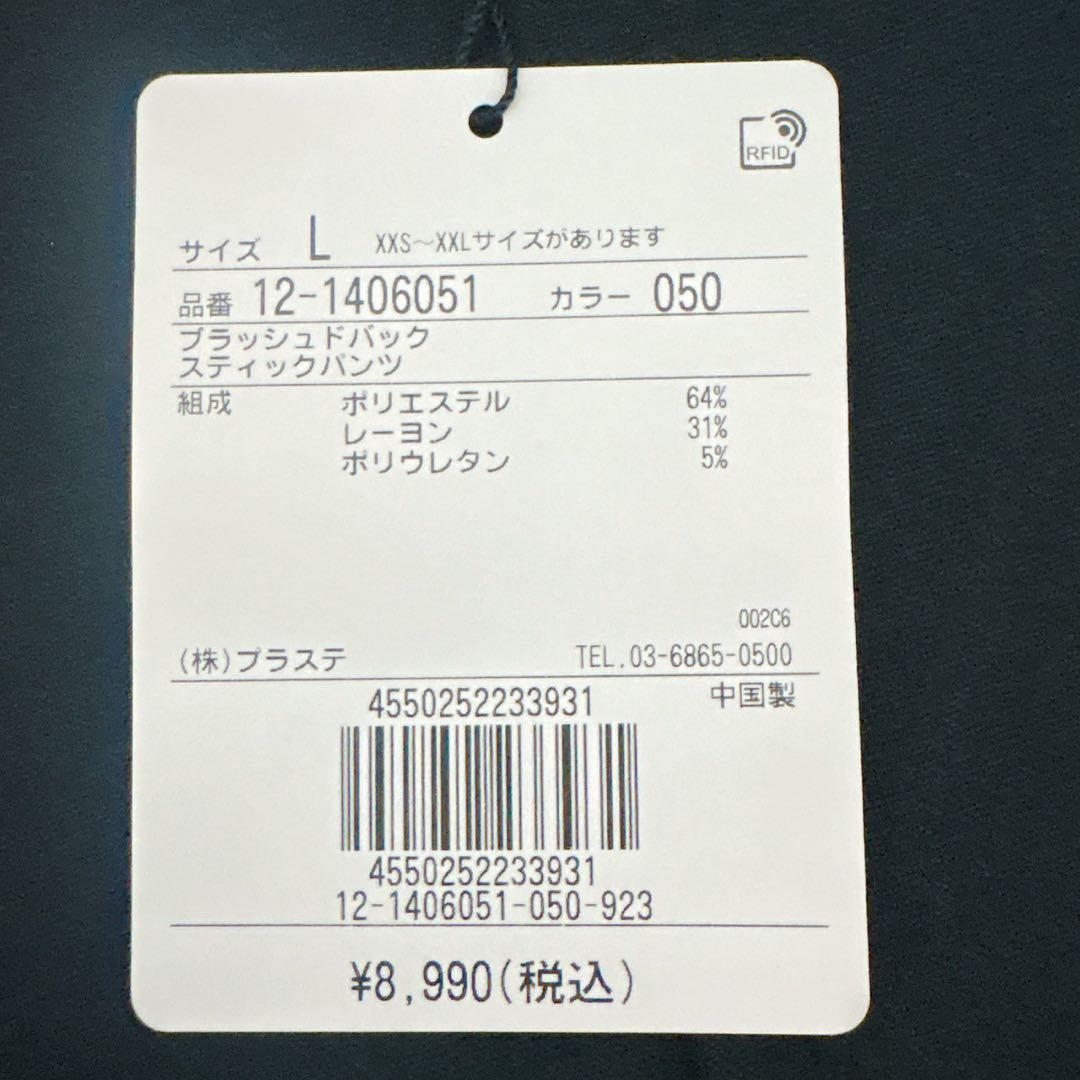 RFID
サイズ L XXS～XXLサイズがあります
品番 12-1406051 カラー 050
ブラッシュドバック
スティックパンツ
組成 ポリエステル 64%
レーヨン 31%
ポリウレタン 5%
002C6
(株)プラステ TEL.03-6865-0500
4550252233931 中国製
4550252233931
12-1406051-050-923
¥8,990(税込)